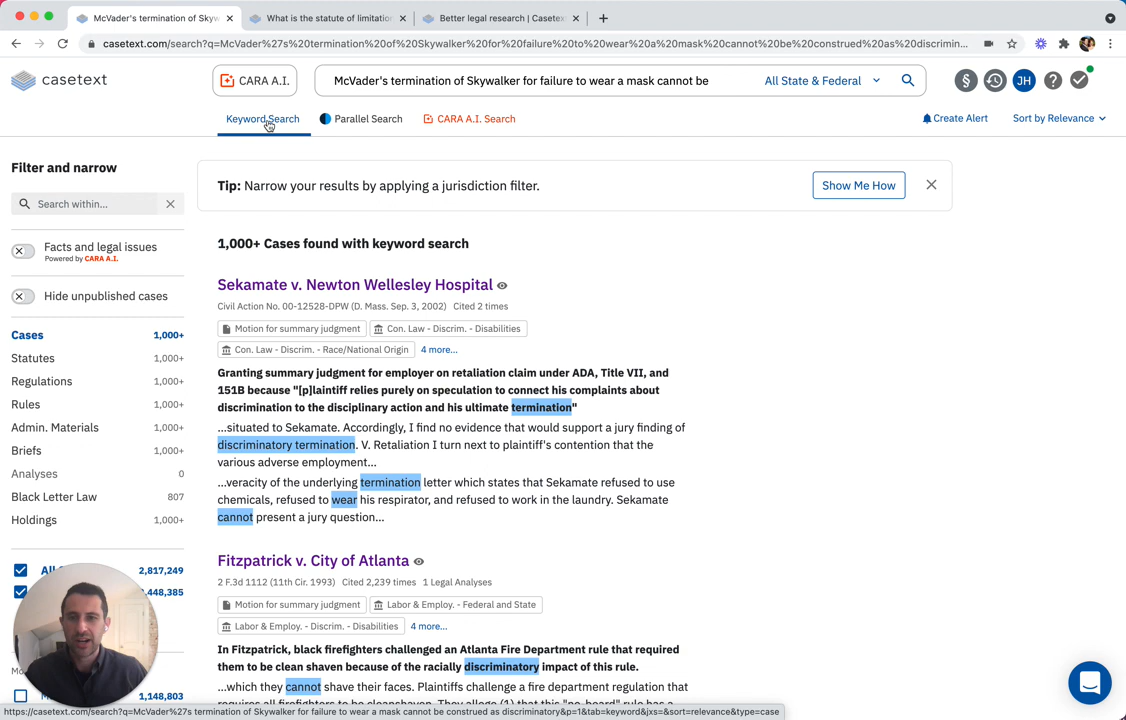 McVader's termination of Skyw
What is the statute of limitatio
Better legal research | Casetex
casetext.com/search?q=McVader%27s%20termination%20of%20Skywalker%20for%20failure%20to%20wear%20a%20mask%20cannot%20be%20construed%20as%20discrimin...
casetext
CARA A.I.
McVader's termination of Skywalker for failure to wear a mask cannot be
All State & Federal
§
JH
?
Keyword Search
Parallel Search
CARA A.I. Search
Create Alert
Sort by Relevance
Filter and narrow
Search within...
Facts and legal issues
Powered by CARA A.I.
Hide unpublished cases
Cases 1,000+
Statutes 1,000+
Regulations 1,000+
Rules 1,000+
Admin. Materials 1,000+
Briefs 1,000+
Analyses 0
Black Letter Law 807
Holdings 1,000+
2,817,249
448,385
1,148,803
Tip: Narrow your results by applying a jurisdiction filter.
Show Me How
1,000+ Cases found with keyword search
Sekamate v. Newton Wellesley Hospital
Civil Action No. 00-12528-DPW (D. Mass. Sep. 3, 2002) Cited 2 times
Motion for summary judgment
Con. Law - Discrim. - Disabilities
Con. Law - Discrim. - Race/National Origin
4 more...
Granting summary judgment for employer on retaliation claim under ADA, Title VII, and
151B because "[p]laintiff relies purely on speculation to connect his complaints about
discrimination to the disciplinary action and his ultimate termination"
...situated to Sekamate. Accordingly, I find no evidence that would support a jury finding of
discriminatory termination. V. Retaliation I turn next to plaintiff's contention that the
various adverse employment...
...veracity of the underlying termination letter which states that Sekamate refused to use
chemicals, refused to wear his respirator, and refused to work in the laundry. Sekamate
cannot present a jury question...
Fitzpatrick v. City of Atlanta
2 F.3d 1112 (11th Cir. 1993) Cited 2,239 times 1 Legal Analyses
Motion for summary judgment
Labor & Employ. - Federal and State
Labor & Employ. - Discrim. - Disabilities
4 more...
In Fitzpatrick, black firefighters challenged an Atlanta Fire Department rule that required
them to be clean shaven because of the racially discriminatory impact of this rule.
...which they cannot shave their faces. Plaintiffs challenge a fire department regulation that
requires all firefighters to be cleanshaven. They allege (1) that this "no-beard" rule has a
https://casetext.com/search?q=McVader%27s termination of Skywalker for failure to wear a mask cannot be construed as discriminatory&p=1&tab=keyword&jxs=&sort=relevance&type=case